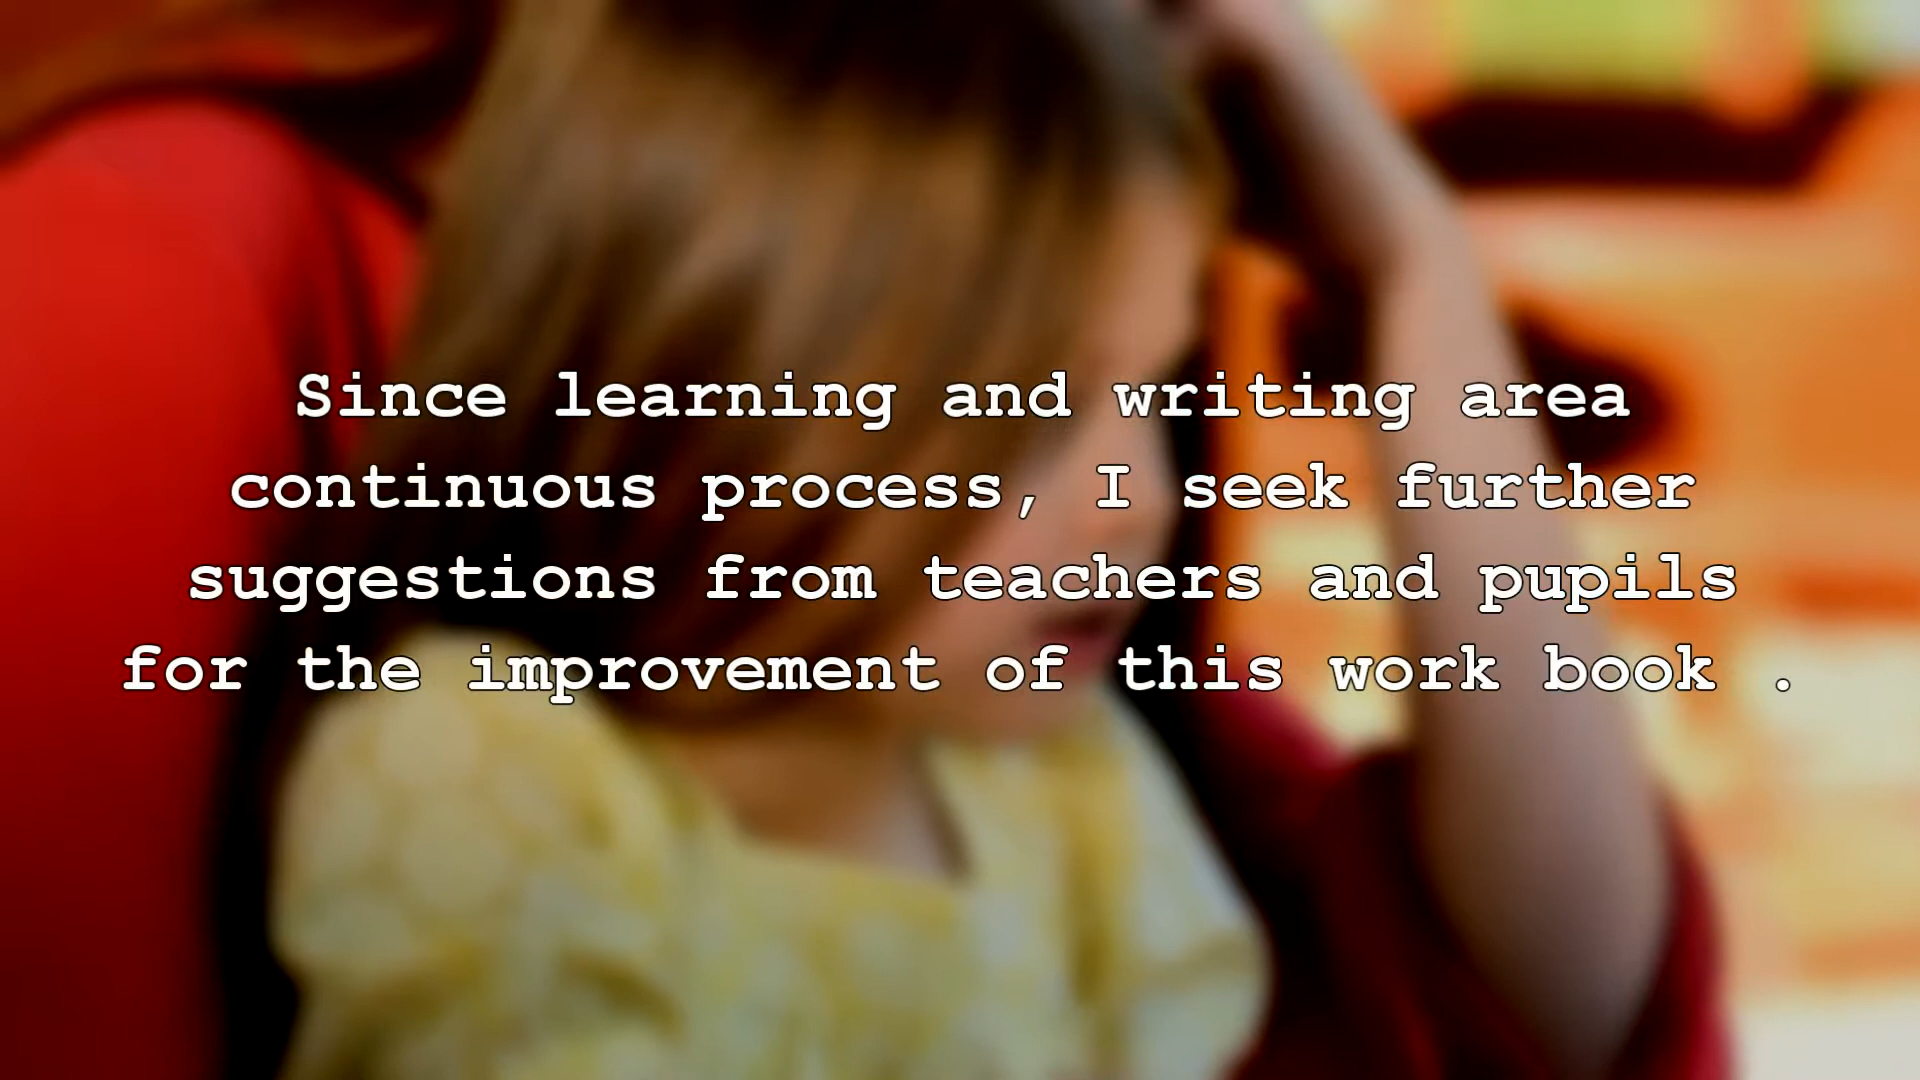 Since learning and writing area
continuous process, I seek further
suggestions from teachers and pupils
for the improvement of this work book .